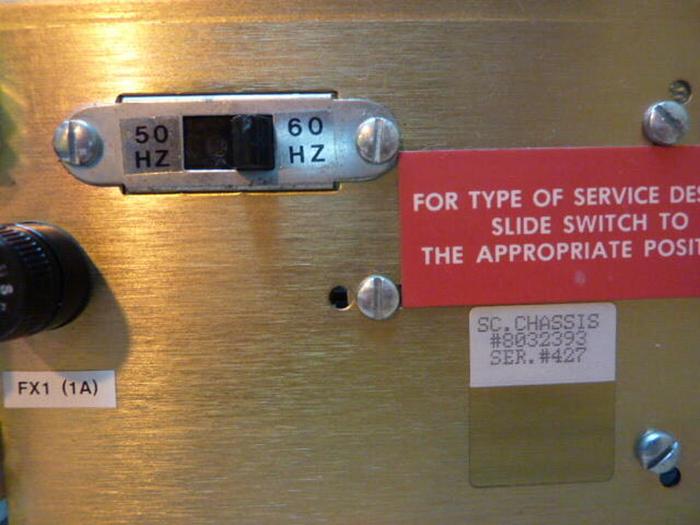 50 HZ
60 HZ
FOR TYPE OF SERVICE
SLIDE SWITCH TO
THE APPROPRIATE
SC.CHASSIS
#8032393
SER.#427
FX1 (1A)